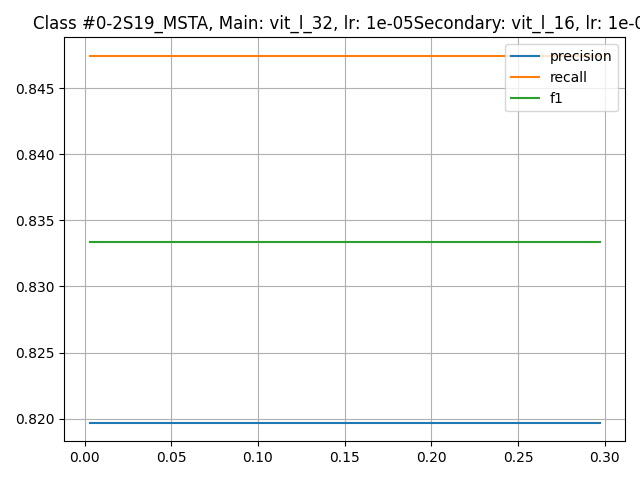 Class #0-2S19_MSTA, Main: vit_l_32, lr: 1e-05Secondary: vit_l_16, lr: 1e-0
precision
recall
f1
0.845
0.840
0.835
0.830
0.825
0.820
0.00 0.05 0.10 0.15 0.20 0.25 0.30